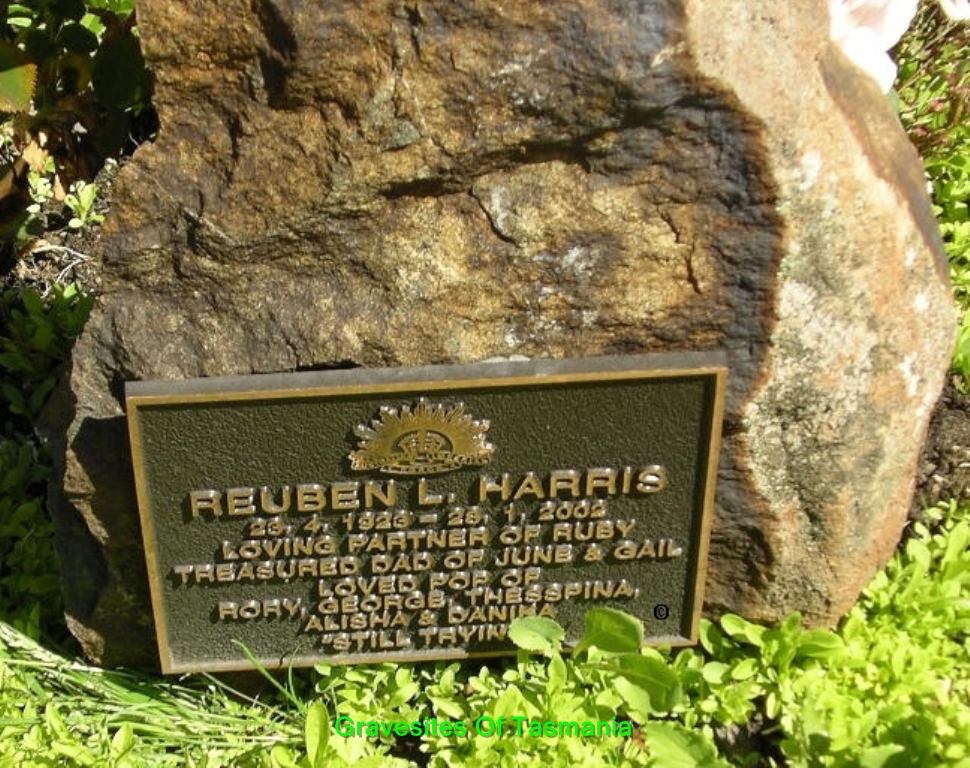 REUBEN L. HARRIS
23. 4. 1923 – 28. 1. 2002
LOVING PARTNER OF RUBY
TREASURED DAD OF JUNE & GAIL
LOVED POP OF
RORY, GEORGE, THESSPINA,
ALISHA & DANIKA
"STILL
©
Gravesites Of Tasmania